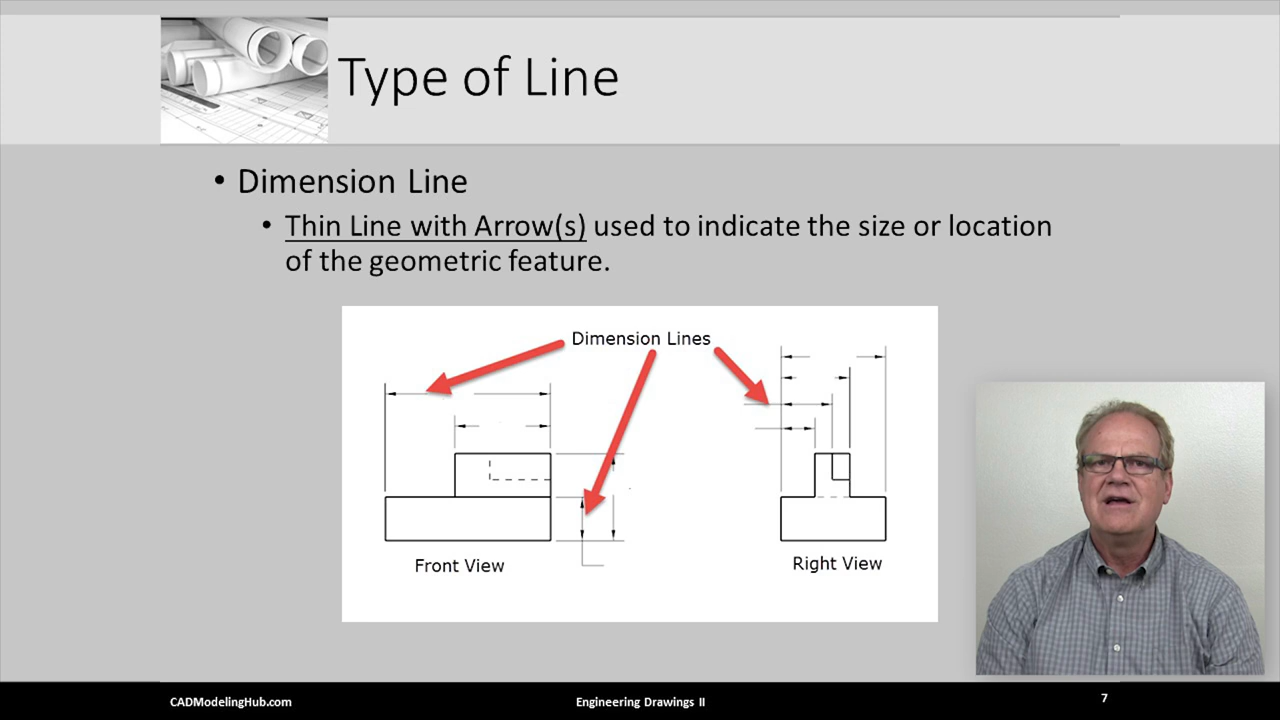 Type of Line
• Dimension Line
• Thin Line with Arrow(s) used to indicate the size or location
of the geometric feature.
Dimension Lines
Front View
Right View
CADModelingHub.com
Engineering Drawings II
7